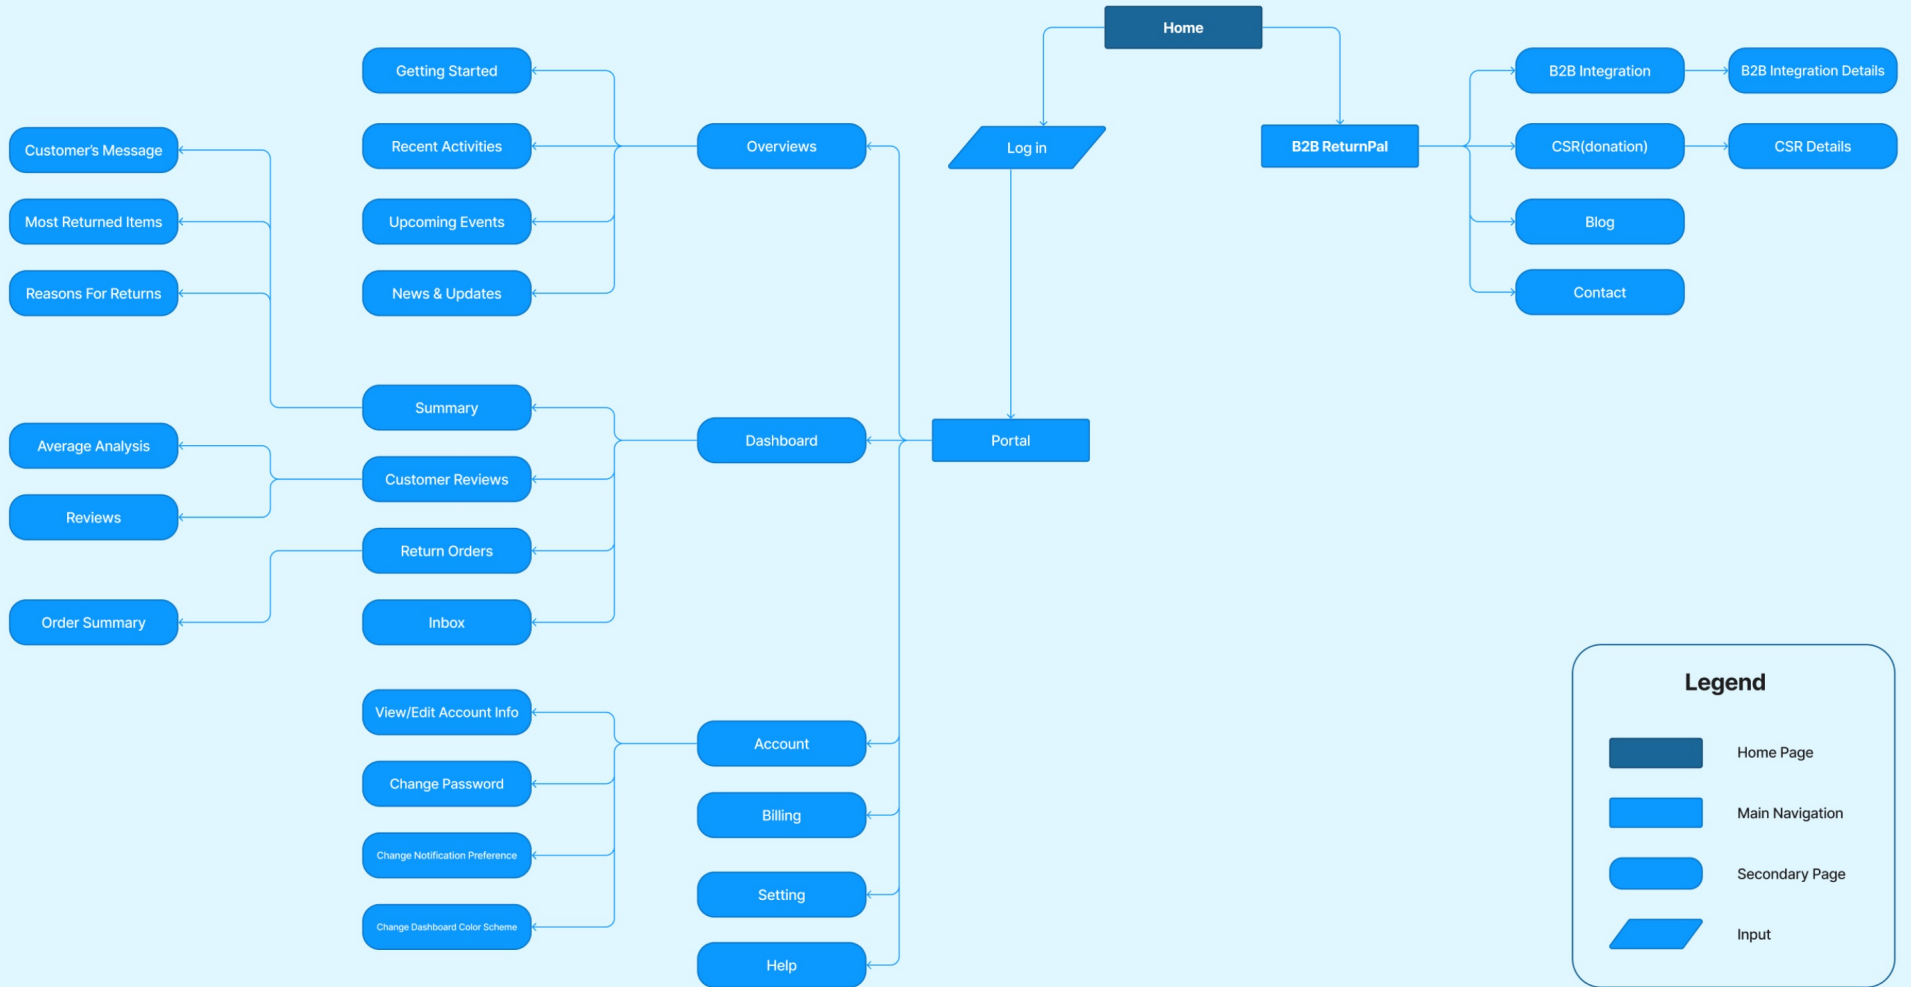 Home
Getting Started
B2B Integration
B2B Integration Details
Customer's Message
Recent Activities
Overviews
Log in
B2B ReturnPal
CSR(donation)
CSR Details
Most Returned Items
Upcoming Events
Blog
Reasons For Returns
News & Updates
Contact
Summary
Average Analysis
Dashboard
Portal
Customer Reviews
Reviews
Return Orders
Order Summary
Inbox
View/Edit Account Info
Account
Change Password
Billing
Change Notification Preference
Setting
Change Dashboard Color Scheme
Help
Legend
Home Page
Main Navigation
Secondary Page
Input